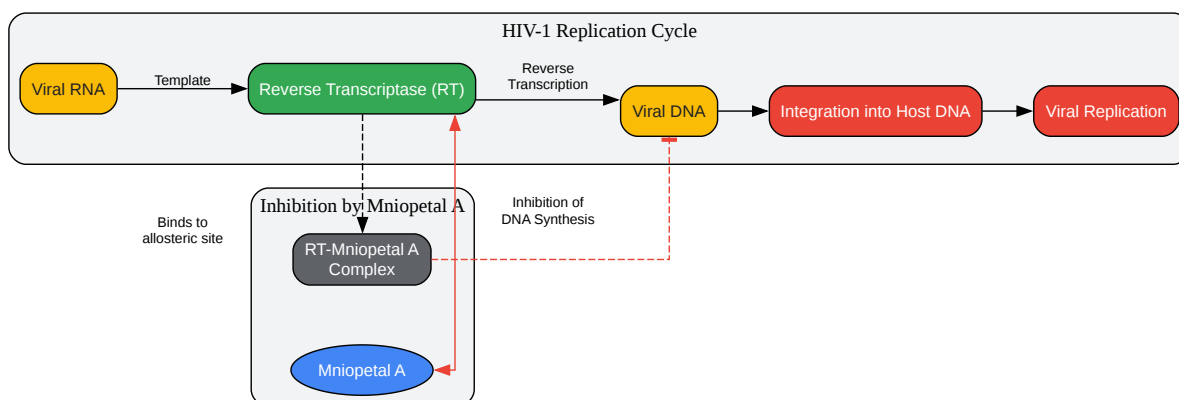 HIV-1 Replication Cycle
Viral RNA
Template
Reverse Transcriptase (RT)
Reverse
Transcription
Viral DNA
Integration into Host DNA
Viral Replication
Binds to
allosteric site
Inhibition by Mniopetal A
RT-Mniopetal A
Complex
Inhibition of
DNA Synthesis
Mniopetal A